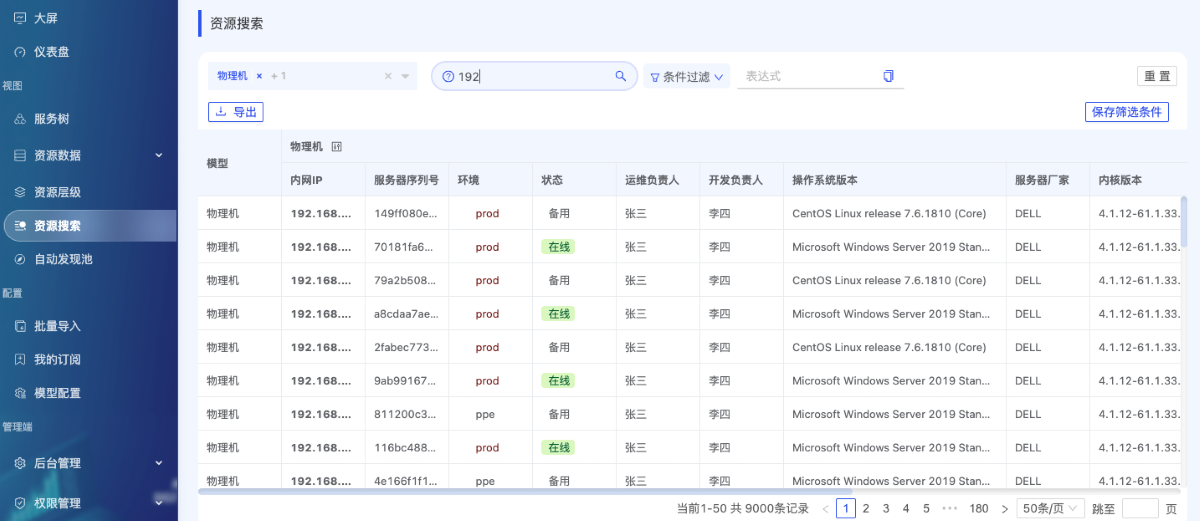 大屏
仪表盘
视图
服务树
资源数据
资源层级
资源搜索
自动发现池
配置
批量导入
我的订阅
模型配置
管理端
后台管理
权限管理
资源搜索
物理机 × + 1 × 192 条件过滤 表达式 重 置
导出 保存筛选条件
模型 物理机
内网IP 服务器序列号 环境 状态 运维负责人 开发负责人 操作系统版本 服务器厂家 内核版本
物理机 192.168.... 149ff080e... prod 备用 张三 李四 CentOS Linux release 7.6.1810 (Core) DELL 4.1.12-61.1.33.
物理机 192.168.... 70181fa6... prod 在线 张三 李四 Microsoft Windows Server 2019 Stan... DELL 4.1.12-61.1.33.
物理机 192.168.... 79a2b508... prod 备用 张三 李四 CentOS Linux release 7.6.1810 (Core) DELL 4.1.12-61.1.33.
物理机 192.168.... a8cdaa7ae... prod 在线 张三 李四 Microsoft Windows Server 2019 Stan... DELL 4.1.12-61.1.33.
物理机 192.168.... 2fabec773... prod 备用 张三 李四 CentOS Linux release 7.6.1810 (Core) DELL 4.1.12-61.1.33.
物理机 192.168.... 9ab99167... prod 在线 张三 李四 Microsoft Windows Server 2019 Stan... DELL 4.1.12-61.1.33.
物理机 192.168.... 811200c3... ppe 备用 张三 李四 Microsoft Windows Server 2019 Stan... DELL 4.1.12-61.1.33.
物理机 192.168.... 116bc488... prod 在线 张三 李四 Microsoft Windows Server 2019 Stan... DELL 4.1.12-61.1.33.
物理机 192.168.... 4e166f1f1... ppe 备用 张三 李四 Microsoft Windows Server 2019 Stan... DELL 4.1.12-61.1.33.
当前1-50 共 9000条记录 < 1 2 3 4 5 ··· 180 > 50条/页 跳至 页